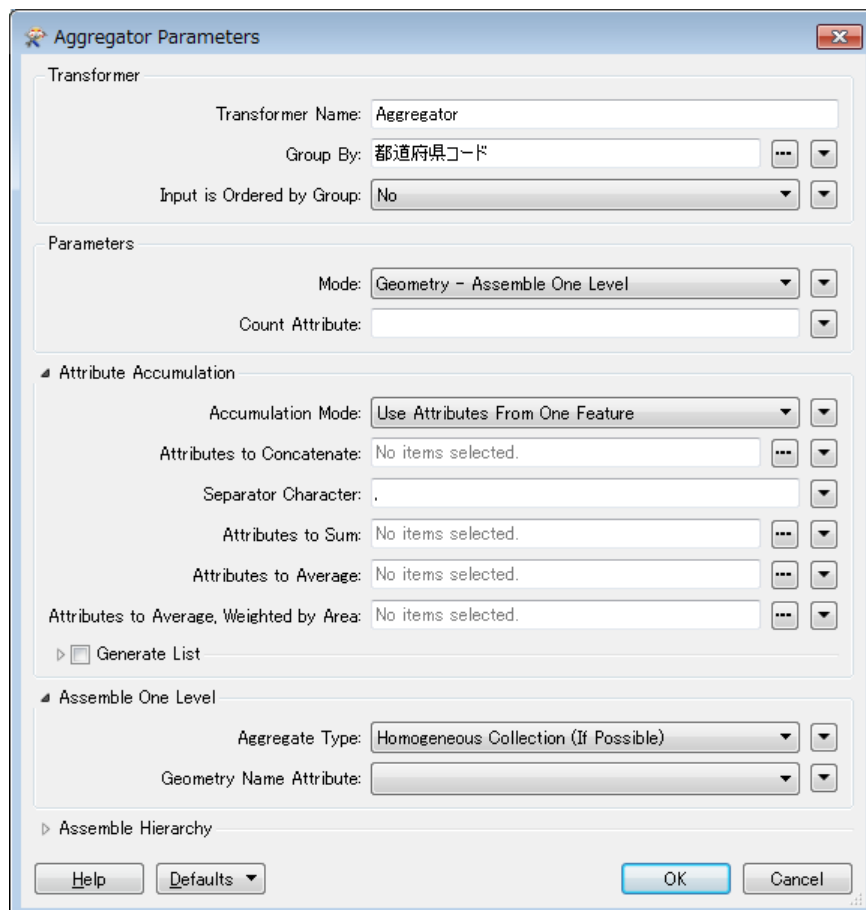 Aggregator Parameters
Transformer
Transformer Name: Aggregator
Group By: 都道府県コード
Input is Ordered by Group: No
Parameters
Mode: Geometry - Assemble One Level
Count Attribute:
Attribute Accumulation
Accumulation Mode: Use Attributes From One Feature
Attributes to Concatenate: No items selected.
Separator Character: ,
Attributes to Sum: No items selected.
Attributes to Average: No items selected.
Attributes to Average, Weighted by Area: No items selected.
Generate List
Assemble One Level
Aggregate Type: Homogeneous Collection (If Possible)
Geometry Name Attribute:
Assemble Hierarchy
Help Defaults OK Cancel